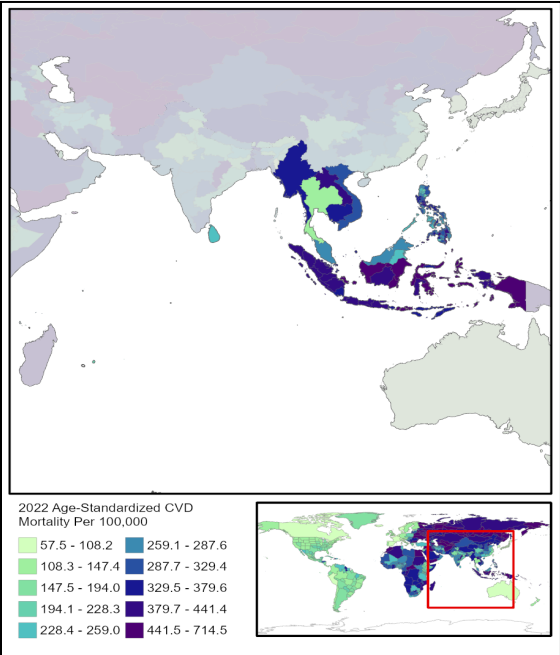 2022 Age-Standardized CVD
Mortality Per 100,000
57.5 - 108.2
108.3 - 147.4
147.5 - 194.0
194.1 - 228.3
228.4 - 259.0
259.1 - 287.6
287.7 - 329.4
329.5 - 379.6
379.7 - 441.4
441.5 - 714.5